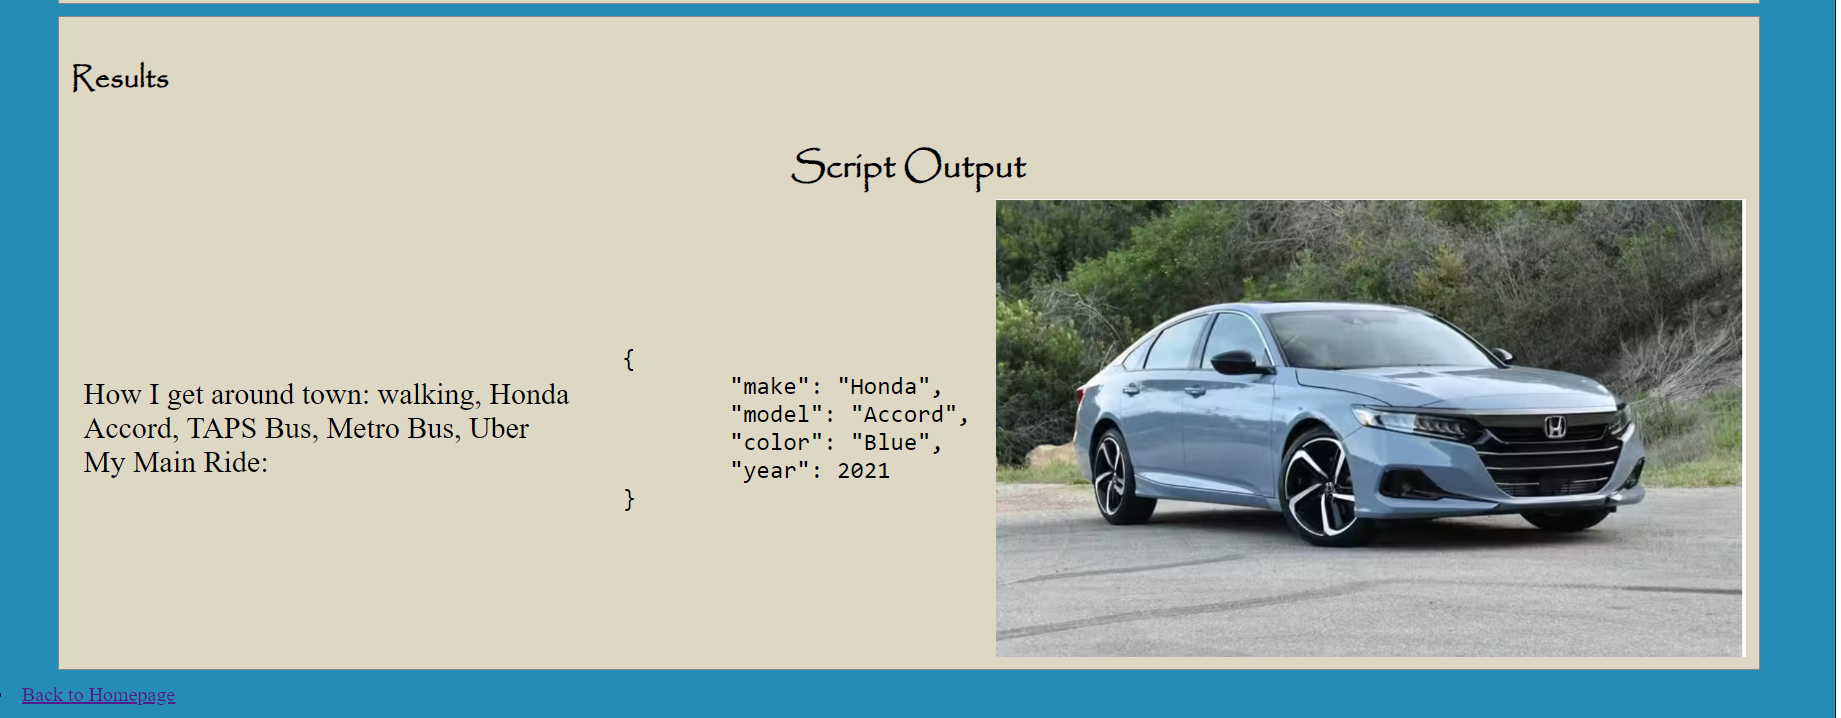 Results
Script Output
How I get around town: walking, Honda
Accord, TAPS Bus, Metro Bus, Uber
My Main Ride:
{
"make": "Honda",
"model": "Accord",
"color": "Blue",
"year": 2021
}
Back to Homepage